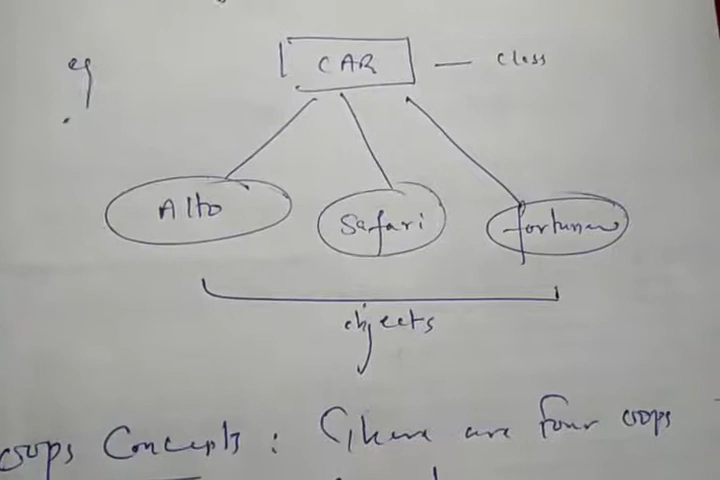 eg
CAR — Class
Alto Safari fortuner
objects
oops Concepts : There are four oops